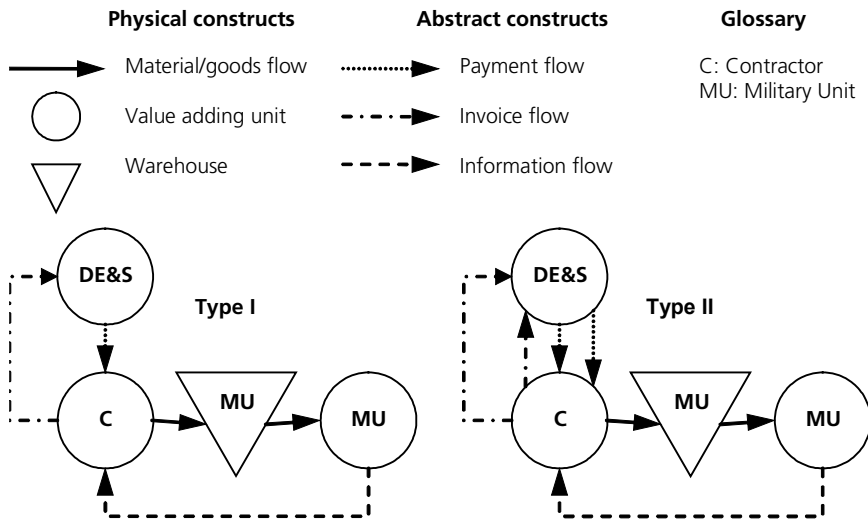 Physical constructs Abstract constructs Glossary
Material/goods flow Payment flow C: Contractor
MU: Military Unit
Value adding unit Invoice flow
Warehouse Information flow
DE&S DE&S
Type I Type II
C MU MU C MU MU